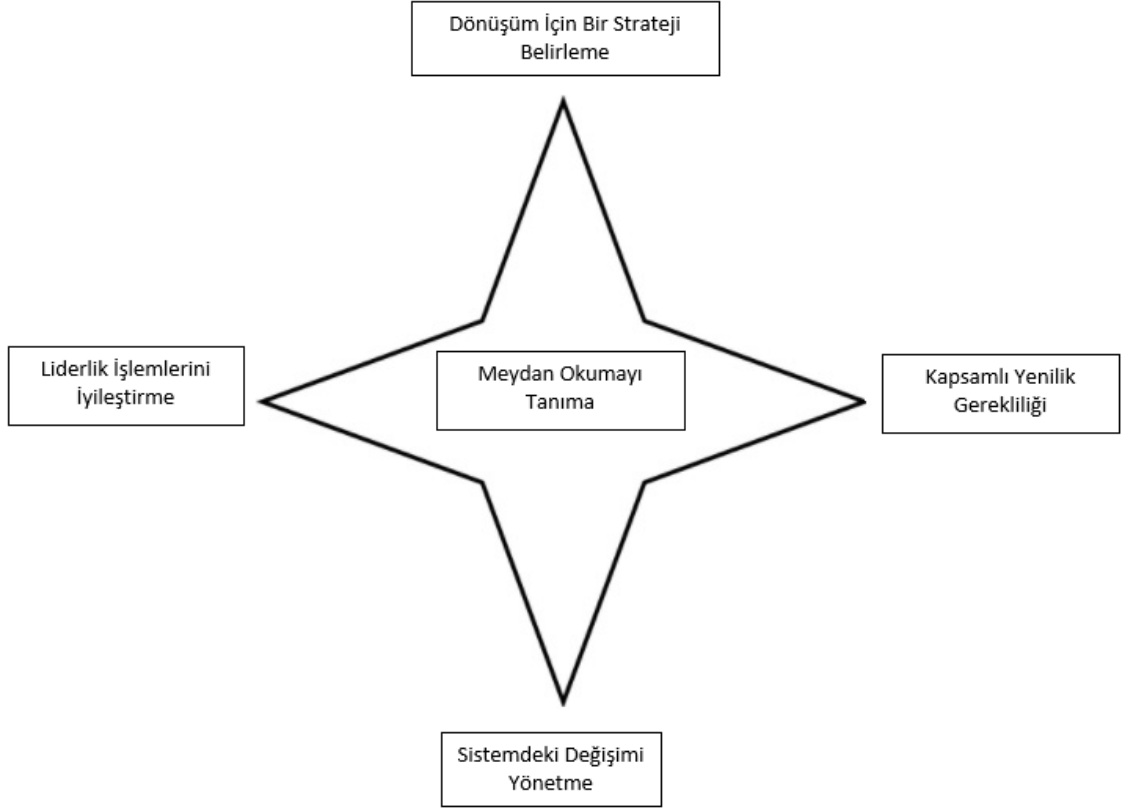 Dönüşüm İçin Bir Strateji
Belirleme
Liderlik İşlemlerini
İyileştirme
Meydan Okumayı
Tanıma
Kapsamlı Yenilik
Gerekliliği
Sistemdeki Değişimi
Yönetme